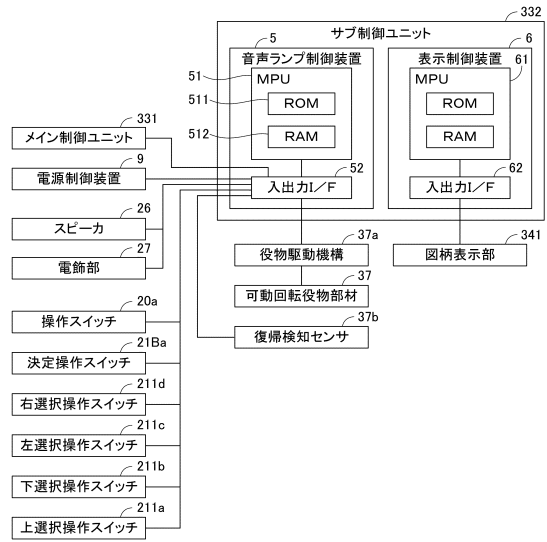 332
サブ制御ユニット
5
音声ランプ制御装置
51
MPU
511
ROM
512
RAM
52
入出力I/F
6
表示制御装置
61
MPU
ROM
RAM
62
入出力I/F
331
メイン制御ユニット
9
電源制御装置
26
スピーカ
27
電飾部
20a
操作スイッチ
21Ba
決定操作スイッチ
211d
右選択操作スイッチ
211c
左選択操作スイッチ
211b
下選択操作スイッチ
211a
上選択操作スイッチ
37a
役物駆動機構
37
可動回転役物部材
37b
復帰検知センサ
341
図柄表示部